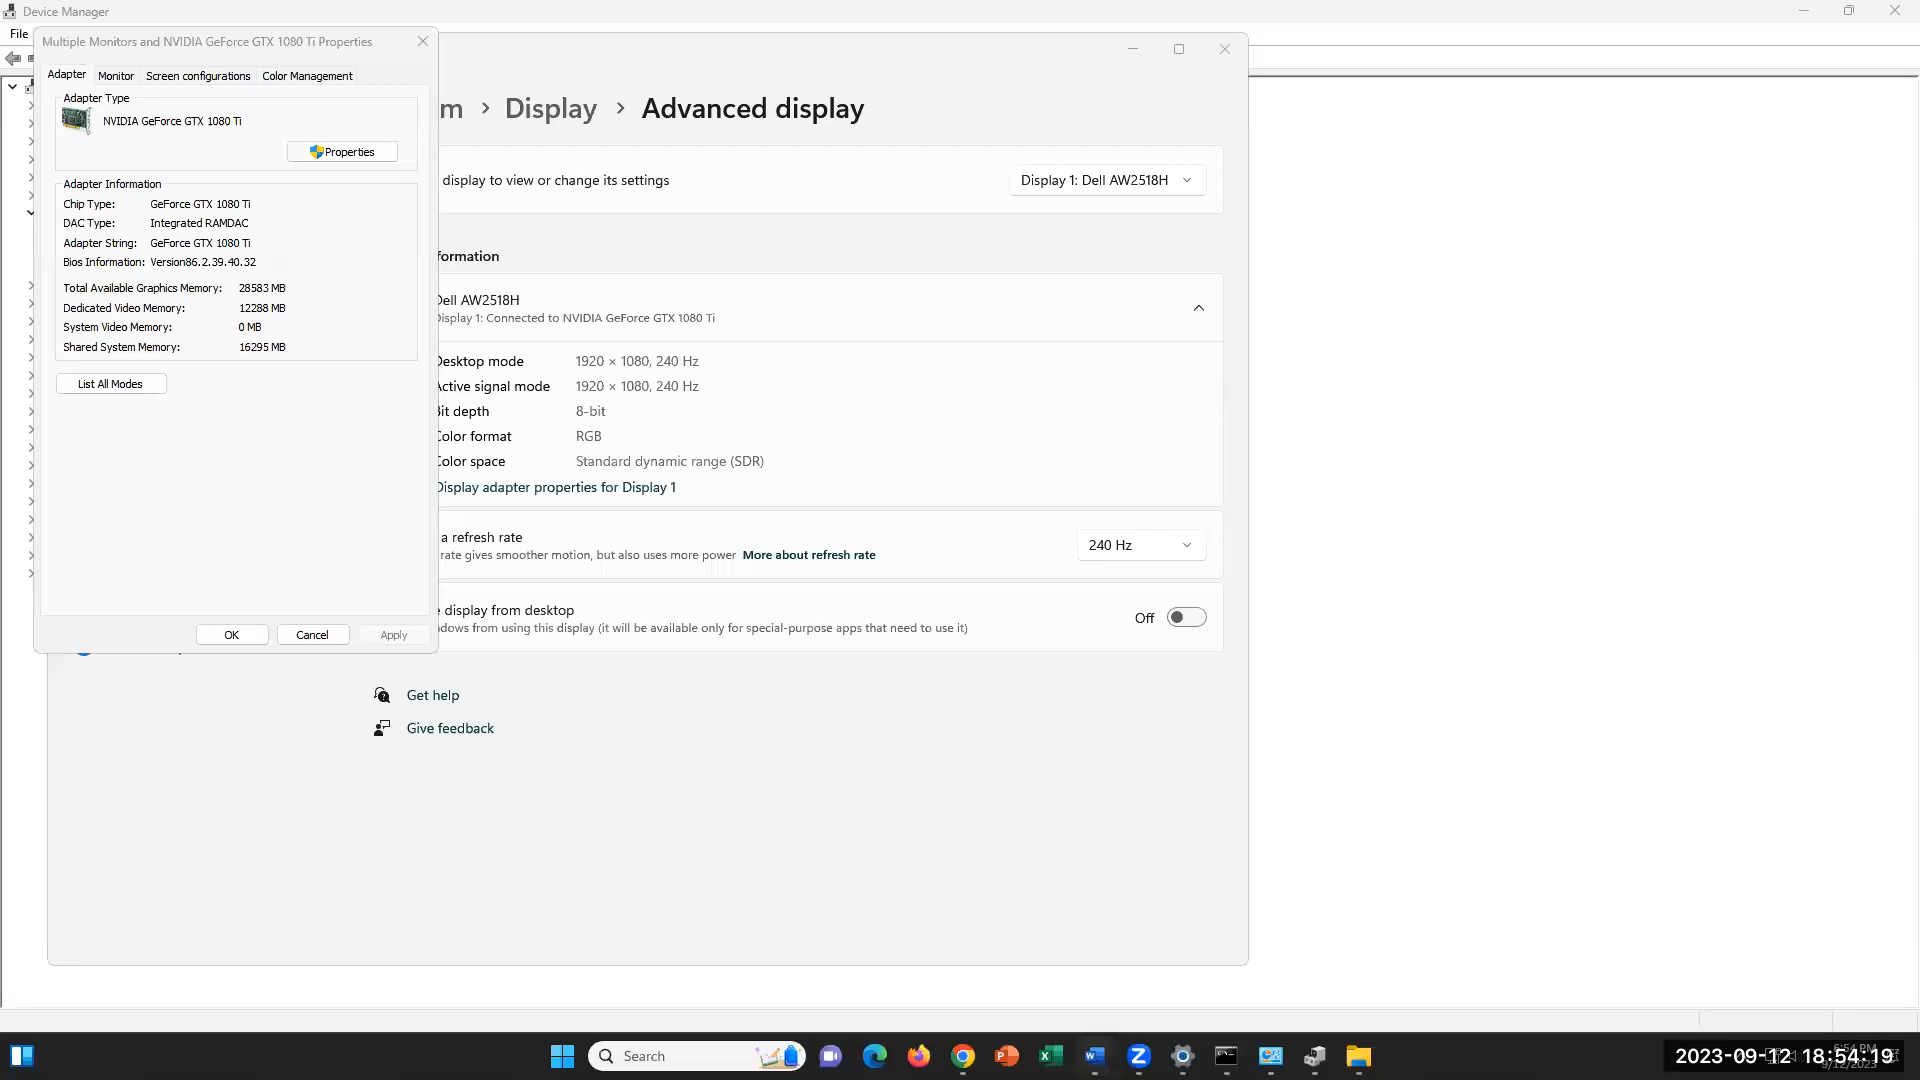 Device Manager
File
Multiple Monitors and NVIDIA GeForce GTX 1080 Ti Properties
Adapter Monitor Screen configurations Color Management
Adapter Type
NVIDIA GeForce GTX 1080 Ti
Properties
Adapter Information
Chip Type: GeForce GTX 1080 Ti
DAC Type: Integrated RAMDAC
Adapter String: GeForce GTX 1080 Ti
Bios Information: Version86.2.39.40.32
Total Available Graphics Memory: 28583 MB
Dedicated Video Memory: 12288 MB
System Video Memory: 0 MB
Shared System Memory: 16295 MB
List All Modes
OK Cancel Apply
m > Display > Advanced display
display to view or change its settings
Display 1: Dell AW2518H
formation
Dell AW2518H
Display 1: Connected to NVIDIA GeForce GTX 1080 Ti
Desktop mode 1920 × 1080, 240 Hz
Active signal mode 1920 × 1080, 240 Hz
Bit depth 8-bit
Color format RGB
Color space Standard dynamic range (SDR)
Display adapter properties for Display 1
a refresh rate
rate gives smoother motion, but also uses more power More about refresh rate
240 Hz
e display from desktop
dows from using this display (it will be available only for special-purpose apps that need to use it)
Off
Get help
Give feedback
Search
2023-09-12 18:54:19